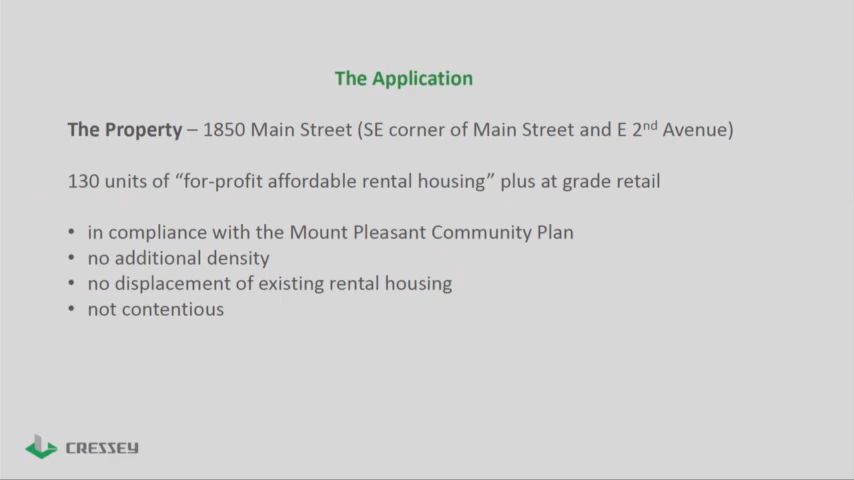 The Application
The Property – 1850 Main Street (SE corner of Main Street and E 2nd Avenue)
130 units of “for-profit affordable rental housing” plus at grade retail
• in compliance with the Mount Pleasant Community Plan
• no additional density
• no displacement of existing rental housing
• not contentious
CRESSEY